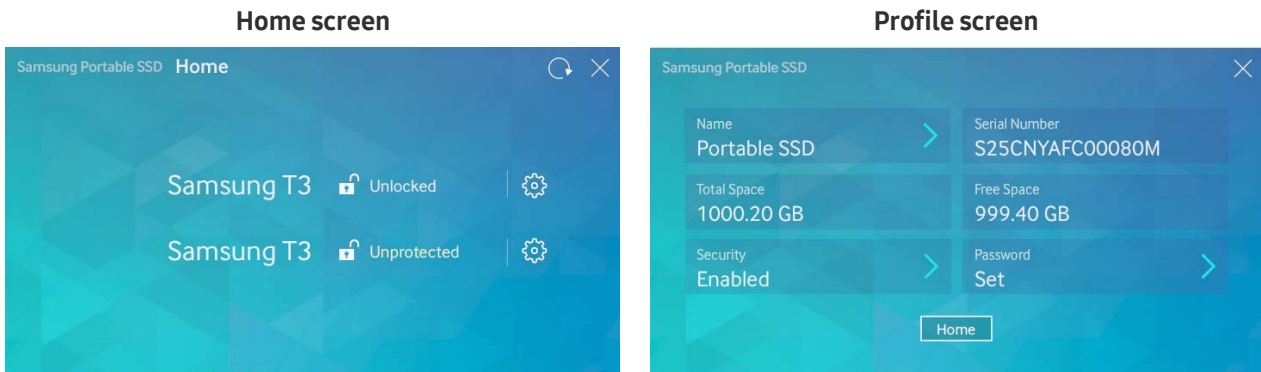 Home screen
Samsung Portable SSD Home
Samsung T3 Unlocked
Samsung T3 Unprotected
Profile screen
Samsung Portable SSD
Name
Portable SSD
Serial Number
S25CNYAFC00080M
Total Space
1000.20 GB
Free Space
999.40 GB
Security
Enabled
Password
Set
Home